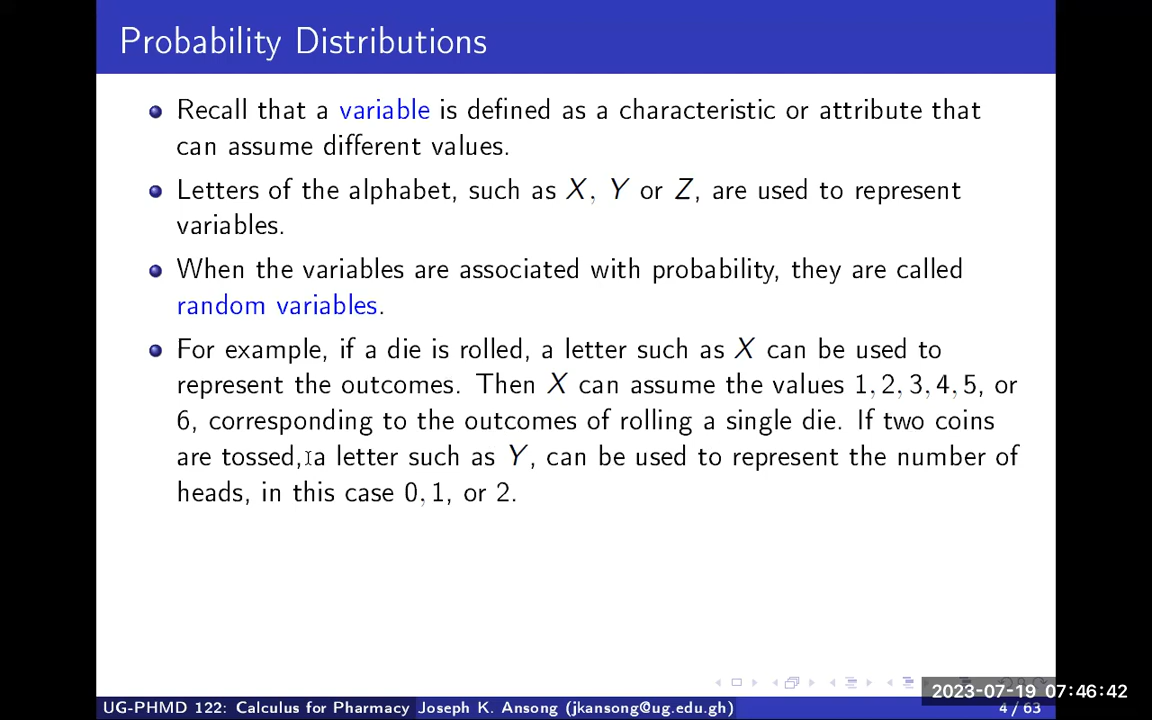 Probability Distributions
Recall that a variable is defined as a characteristic or attribute that
can assume different values.
Letters of the alphabet, such as X, Y or Z, are used to represent
variables.
When the variables are associated with probability, they are called
random variables.
For example, if a die is rolled, a letter such as X can be used to
represent the outcomes. Then X can assume the values 1, 2, 3, 4, 5, or
6, corresponding to the outcomes of rolling a single die. If two coins
are tossed, a letter such as Y, can be used to represent the number of
heads, in this case 0, 1, or 2.
2023-07-19 07:46:42
UG-PHMD 122: Calculus for Pharmacy Joseph K. Ansong (jkansong@ug.edu.gh) 4 / 63